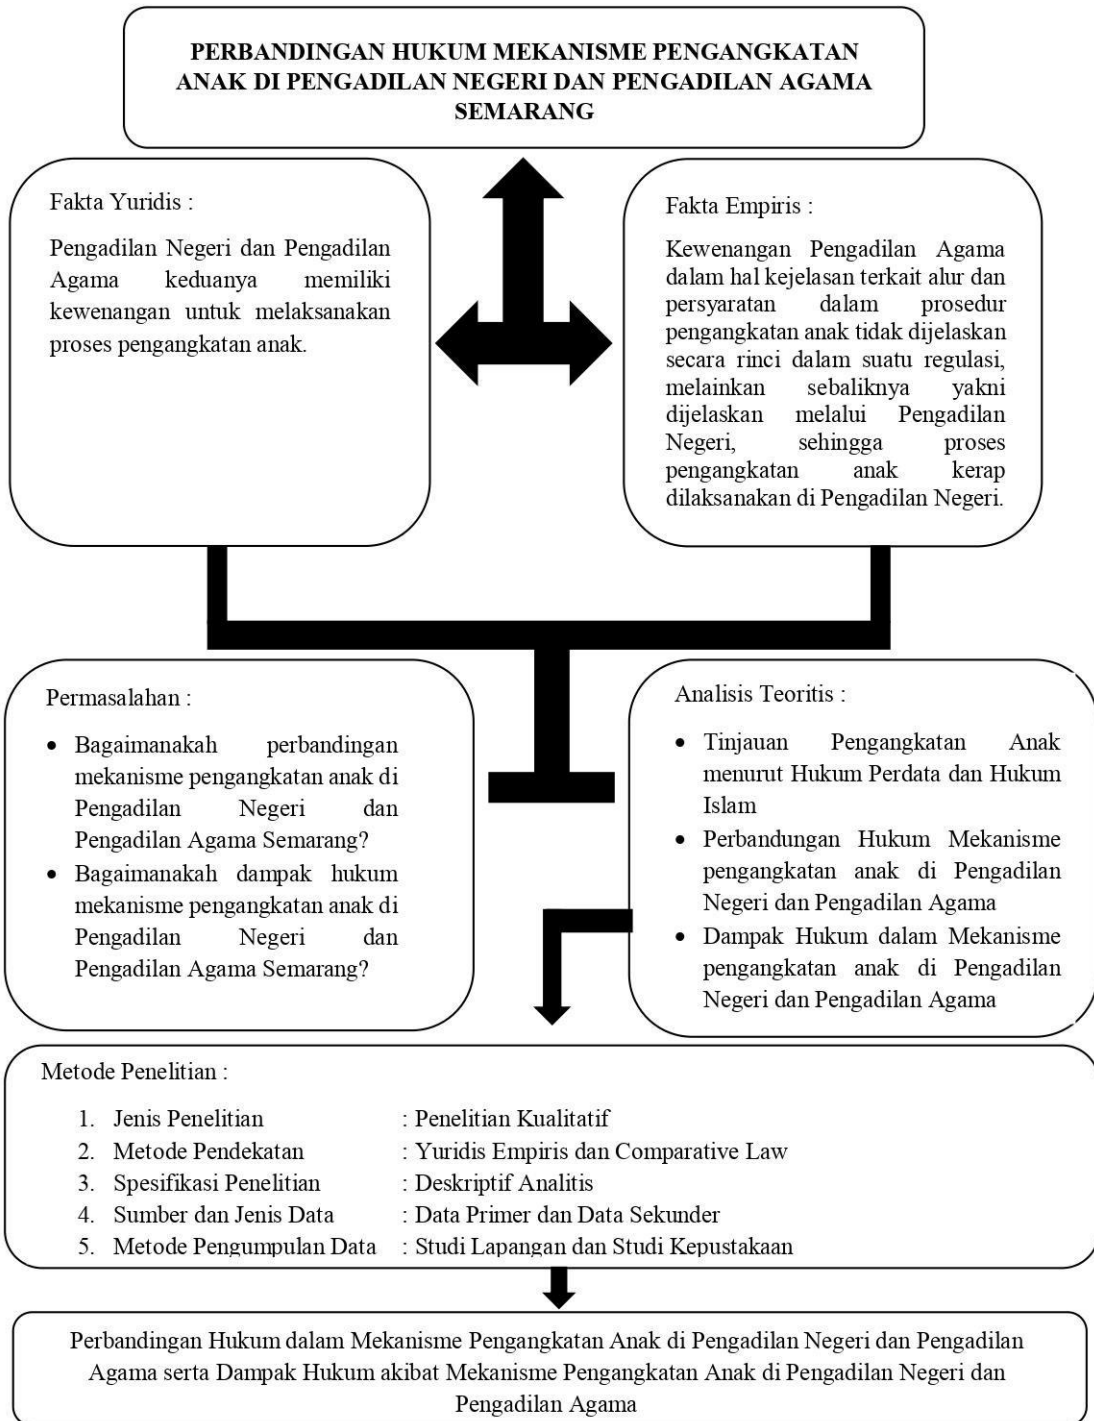 PERBANDINGAN HUKUM MEKANISME PENGANGKATAN
ANAK DI PENGADILAN NEGERI DAN PENGADILAN AGAMA
SEMARANG
Fakta Yuridis :
Pengadilan Negeri dan Pengadilan
Agama keduanya memiliki
kewenangan untuk melaksanakan
proses pengangkatan anak.
Fakta Empiris :
Kewenangan Pengadilan Agama
dalam hal kejelasan terkait alur dan
persyaratan dalam prosedur
pengangkatan anak tidak dijelaskan
secara rinci dalam suatu regulasi,
melainkan sebaliknya yakni
dijelaskan melalui Pengadilan
Negeri, sehingga proses
pengangkatan anak kerap
dilaksanakan di Pengadilan Negeri.
Permasalahan :
• Bagaimanakah perbandingan
mekanisme pengangkatan anak di
Pengadilan Negeri dan
Pengadilan Agama Semarang?
• Bagaimanakah dampak hukum
mekanisme pengangkatan anak di
Pengadilan Negeri dan
Pengadilan Agama Semarang?
Analisis Teoritis :
• Tinjauan Pengangkatan Anak
menurut Hukum Perdata dan Hukum
Islam
• Perbandungan Hukum Mekanisme
pengangkatan anak di Pengadilan
Negeri dan Pengadilan Agama
• Dampak Hukum dalam Mekanisme
pengangkatan anak di Pengadilan
Negeri dan Pengadilan Agama
Metode Penelitian :
1. Jenis Penelitian : Penelitian Kualitatif
2. Metode Pendekatan : Yuridis Empiris dan Comparative Law
3. Spesifikasi Penelitian : Deskriptif Analitis
4. Sumber dan Jenis Data : Data Primer dan Data Sekunder
5. Metode Pengumpulan Data : Studi Lapangan dan Studi Kepustakaan
Perbandingan Hukum dalam Mekanisme Pengangkatan Anak di Pengadilan Negeri dan Pengadilan
Agama serta Dampak Hukum akibat Mekanisme Pengangkatan Anak di Pengadilan Negeri dan
Pengadilan Agama